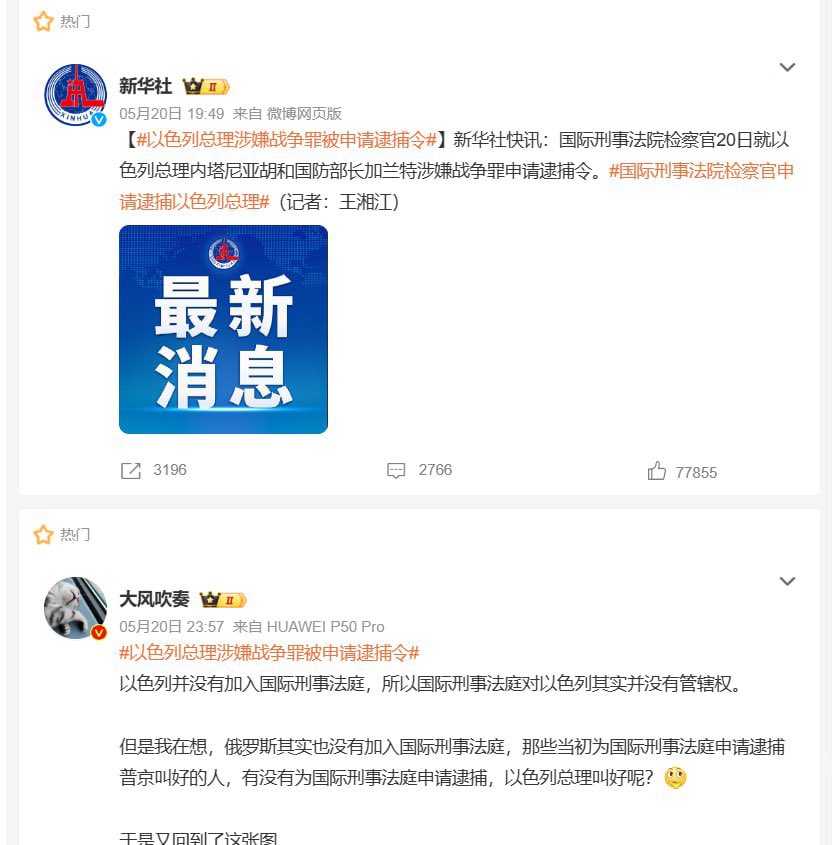 热门
新华社 II
05月20日 19:49 来自 微博网页版
【#以色列总理涉嫌战争罪被申请逮捕令#】新华社快讯：国际刑事法院检察官20日就以
色列总理内塔尼亚胡和国防部长加兰特涉嫌战争罪申请逮捕令。#国际刑事法院检察官申
请逮捕以色列总理#（记者：王湘江）
XINHUA
最新
消息
3196 2766 77855
热门
大风吹奏 II
05月20日 23:57 来自 HUAWEI P50 Pro
#以色列总理涉嫌战争罪被申请逮捕令#
以色列并没有加入国际刑事法庭，所以国际刑事法庭对以色列其实并没有管辖权。
但是我在想，俄罗斯其实也没有加入国际刑事法庭，那些当初为国际刑事法庭申请逮捕
普京叫好的人，有没有为国际刑事法庭申请逮捕，以色列总理叫好呢？
于是又回到了这张图